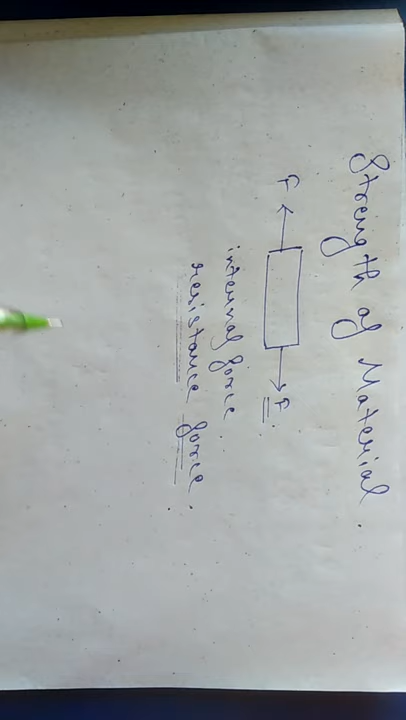 Strength of Material.
F F.
internal force
resistance force.